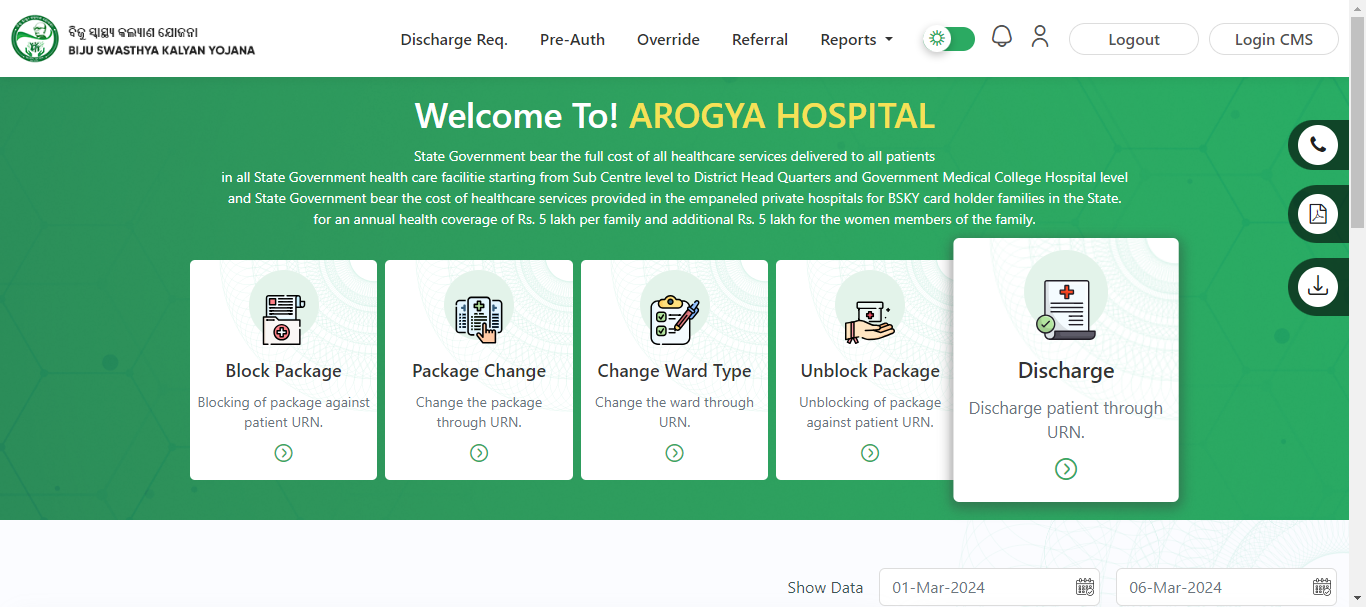 ବିଜୁ ସ୍ୱାସ୍ଥ୍ୟ କଲ୍ୟାଣ ଯୋଜନା
BIJU SWASTHYA KALYAN YOJANA
Discharge Req.
Pre-Auth
Override
Referral
Reports
Logout
Login CMS
Welcome To! AROGYA HOSPITAL
State Government bear the full cost of all healthcare services delivered to all patients
in all State Government health care facilitie starting from Sub Centre level to District Head Quarters and Government Medical College Hospital level
and State Government bear the cost of healthcare services provided in the empaneled private hospitals for BSKY card holder families in the State.
for an annual health coverage of Rs. 5 lakh per family and additional Rs. 5 lakh for the women members of the family.
Block Package
Blocking of package against
patient URN.
Package Change
Change the package
through URN.
Change Ward Type
Change the ward through
URN.
Unblock Package
Unblocking of package
against patient URN.
Discharge
Discharge patient through
URN.
Show Data
01-Mar-2024
06-Mar-2024